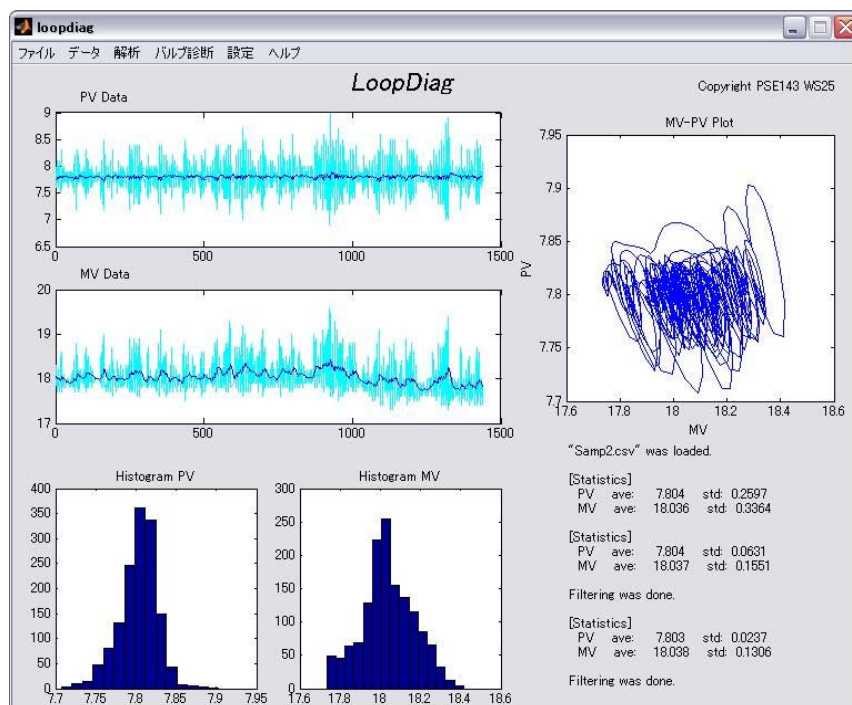 loopdiag
ファイル データ 解析 バルブ診断 設定 ヘルプ
LoopDiag
Copyright PSE143 WS25
PV Data
9
8.5
8
7.5
7
6.5
0 500 1000 1500
MV Data
20
19
18
17
0 500 1000 1500
MV-PV Plot
7.95
7.9
7.85
7.8
7.75
7.7
PV
17.6 17.8 18 18.2 18.4 18.6
MV
Histogram PV
400
350
300
250
200
150
100
50
0
7.7 7.75 7.8 7.85 7.9 7.95
Histogram MV
300
250
200
150
100
50
0
17.6 17.8 18 18.2 18.4 18.6
"Samp2.csv" was loaded.
[Statistics]
PV ave: 7.804 std: 0.2597
MV ave: 18.036 std: 0.3364
[Statistics]
PV ave: 7.804 std: 0.0631
MV ave: 18.037 std: 0.1551
Filtering was done.
[Statistics]
PV ave: 7.803 std: 0.0237
MV ave: 18.038 std: 0.1306
Filtering was done.